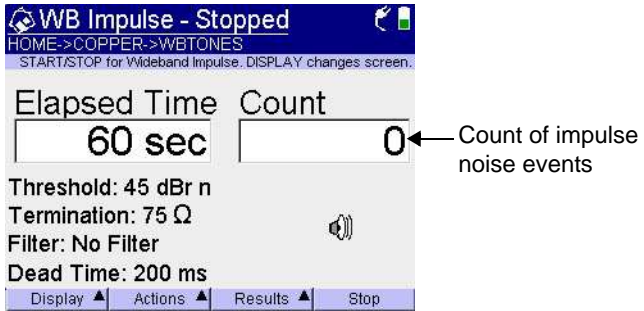 WB Impulse - Stopped
HOME->COPPER->WBTONES
START/STOP for Wideband Impulse. DISPLAY changes screen.
Elapsed Time Count
60 sec 0
Count of impulse
noise events
Threshold: 45 dBr n
Termination: 75 Ω
Filter: No Filter
Dead Time: 200 ms
Display ▲ Actions ▲ Results ▲ Stop